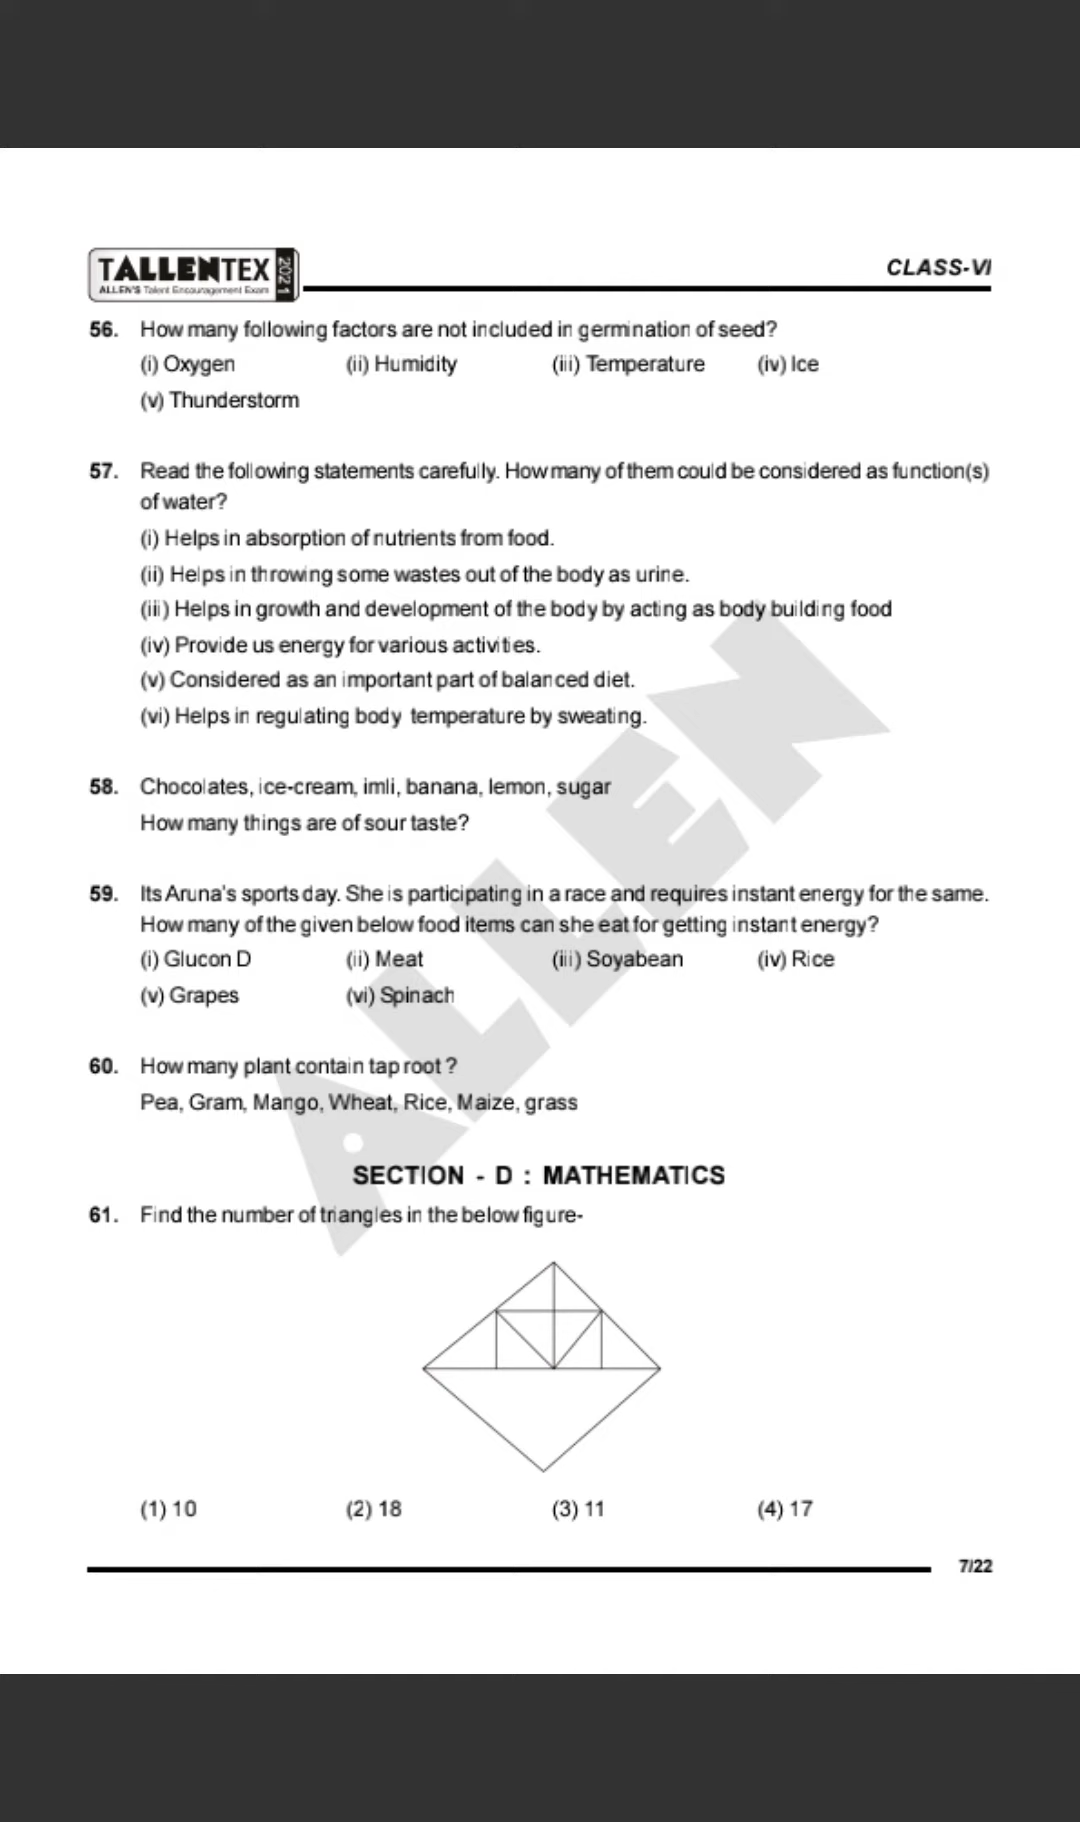 TALLENTEX 2021
ALLEN'S Talent Encouragement Exam
CLASS-VI
56. How many following factors are not included in germination of seed?
(i) Oxygen (ii) Humidity (iii) Temperature (iv) Ice
(v) Thunderstorm
57. Read the following statements carefully. How many of them could be considered as function(s)
of water?
(i) Helps in absorption of nutrients from food.
(ii) Helps in throwing some wastes out of the body as urine.
(iii) Helps in growth and development of the body by acting as body building food
(iv) Provide us energy for various activities.
(v) Considered as an important part of balanced diet.
(vi) Helps in regulating body temperature by sweating.
58. Chocolates, ice-cream, imli, banana, lemon, sugar
How many things are of sour taste?
59. Its Aruna's sports day. She is participating in a race and requires instant energy for the same.
How many of the given below food items can she eat for getting instant energy?
(i) Glucon D (ii) Meat (iii) Soyabean (iv) Rice
(v) Grapes (vi) Spinach
60. How many plant contain tap root ?
Pea, Gram, Mango, Wheat, Rice, Maize, grass
ALLEN
SECTION - D : MATHEMATICS
61. Find the number of triangles in the below figure-
(1) 10 (2) 18 (3) 11 (4) 17
7/22